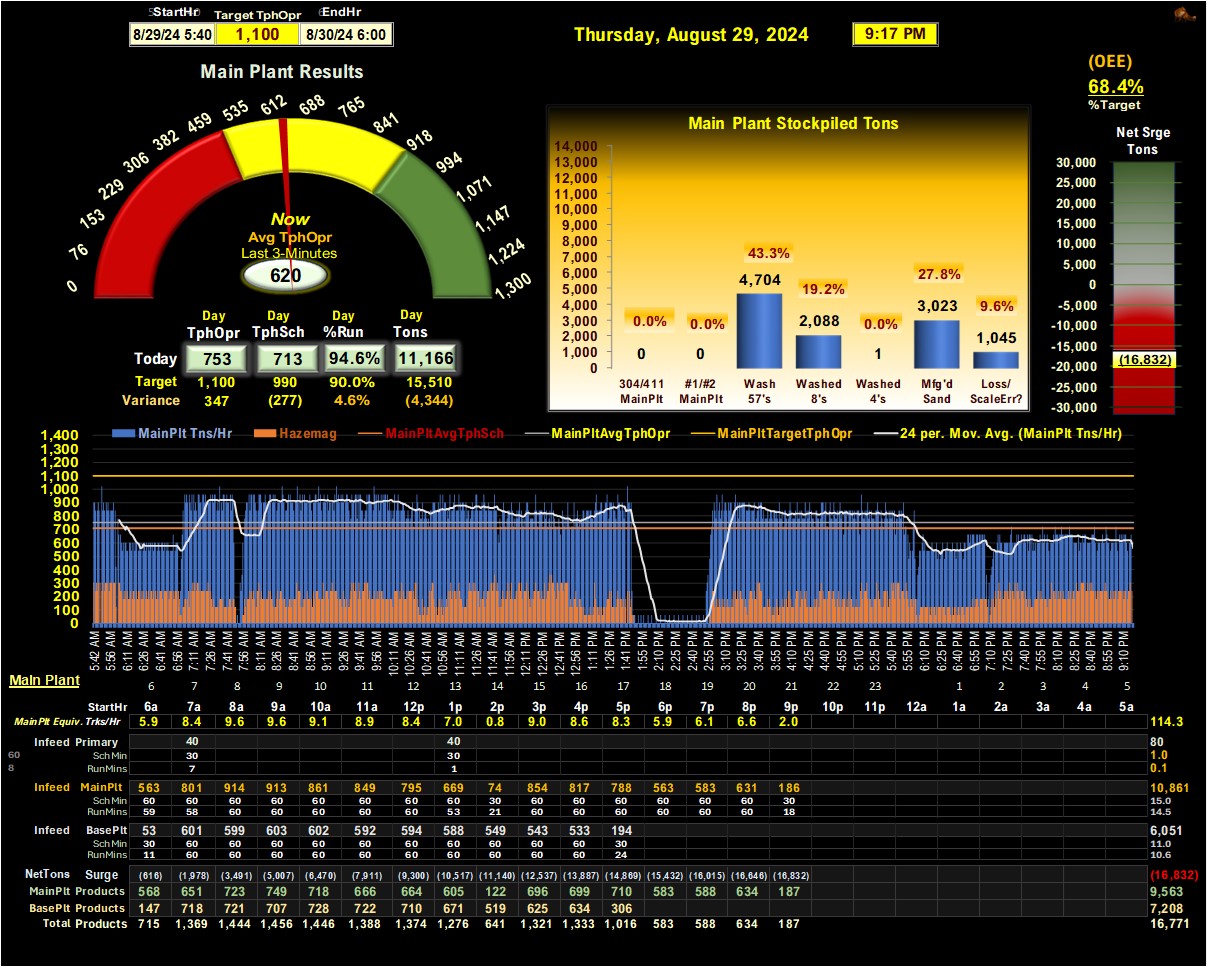 StartHr Target TphOpr EndHr
8/29/24 5:40 1,100 8/30/24 6:00
Thursday, August 29, 2024 9:17 PM
(OEE)
68.4%
%Target
Main Plant Results
0 76 153 229 306 382 459 535 612 688 765 841 918 994 1,071 1,147 1,224 1,300
Now
Avg TphOpr
Last 3-Minutes
620
Day Day Day Day
TphOpr TphSch %Run Tons
Today 753 713 94.6% 11,166
Target 1,100 990 90.0% 15,510
Variance 347 (277) 4.6% (4,344)
Main Plant Stockpiled Tons
14,000
13,000
12,000
11,000
10,000
9,000
8,000
7,000
6,000
5,000
4,000
3,000
2,000
1,000
0
0.0% 0.0% 43.3% 19.2% 0.0% 27.8% 9.6%
0 0 4,704 2,088 1 3,023 1,045
304/411 #1/#2 Wash Washed Washed Mfg'd Loss/
MainPlt MainPlt 57's 8's 4's Sand ScaleErr?
Net Srge
Tons
30,000
25,000
20,000
15,000
10,000
5,000
0
-5,000
-10,000
-15,000
(16,832)
-20,000
-25,000
-30,000
MainPlt Tns/Hr Hazemag MainPltAvgTphSch MainPltAvgTphOpr MainPltTargetTphOpr 24 per. Mov. Avg. (MainPlt Tns/Hr)
1,400
1,300
1,200
1,100
1,000
900
800
700
600
500
400
300
200
100
0
5:42 AM 5:56 AM 6:11 AM 6:26 AM 6:41 AM 6:56 AM 7:11 AM 7:26 AM 7:41 AM 7:56 AM 8:11 AM 8:26 AM 8:41 AM 8:56 AM 9:11 AM 9:26 AM 9:41 AM 9:56 AM 10:11 AM 10:26 AM 10:41 AM 10:56 AM 11:11 AM 11:26 AM 11:41 AM 11:56 AM 12:11 PM 12:26 PM 12:41 PM 12:56 PM 1:11 PM 1:26 PM 1:41 PM 1:55 PM 2:10 PM 2:25 PM 2:40 PM 2:55 PM 3:10 PM 3:25 PM 3:40 PM 3:55 PM 4:10 PM 4:25 PM 4:40 PM 4:55 PM 5:10 PM 5:25 PM 5:40 PM 5:55 PM 6:10 PM 6:25 PM 6:40 PM 6:55 PM 7:10 PM 7:25 PM 7:40 PM 7:55 PM 8:10 PM 8:25 PM 8:40 PM 8:55 PM 9:10 PM
Main Plant
6 7 8 9 10 11 12 13 14 15 16 17 18 19 20 21 22 23 1 2 3 4 5
StartHr 6a 7a 8a 9a 10a 11a 12p 1p 2p 3p 4p 5p 6p 7p 8p 9p 10p 11p 12a 1a 2a 3a 4a 5a
MainPlt Equiv. Trks/Hr 5.9 8.4 9.6 9.6 9.1 8.9 8.4 7.0 0.8 9.0 8.6 8.3 5.9 6.1 6.6 2.0 114.3
Infeed Primary 40 40 80
60 Sch Min 30 30 1.0
8 RunMins 7 1 0.1
Infeed MainPlt 563 801 914 913 861 849 795 669 74 854 817 788 563 583 631 186 10,861
Sch Min 60 60 60 60 60 60 60 60 30 60 60 60 60 60 60 30 15.0
RunMins 59 58 60 60 60 60 60 53 21 60 60 60 60 60 60 18 14.5
Infeed BasePlt 53 601 599 603 602 592 594 588 549 543 533 194 6,051
Sch Min 30 60 60 60 60 60 60 60 60 60 60 30 11.0
RunMins 11 60 60 60 60 60 60 60 60 60 60 24 10.6
NetTons Surge (616) (1,978) (3,491) (5,007) (6,470) (7,911) (9,300) (10,517) (11,140) (12,537) (13,887) (14,869) (15,432) (16,015) (16,646) (16,832) (16,832)
MainPlt Products 568 651 723 749 718 666 664 605 122 696 699 710 583 588 634 187 9,563
BasePlt Products 147 718 721 707 728 722 710 671 519 625 634 306 7,208
Total Products 715 1,369 1,444 1,456 1,446 1,388 1,374 1,276 641 1,321 1,333 1,016 583 588 634 187 16,771